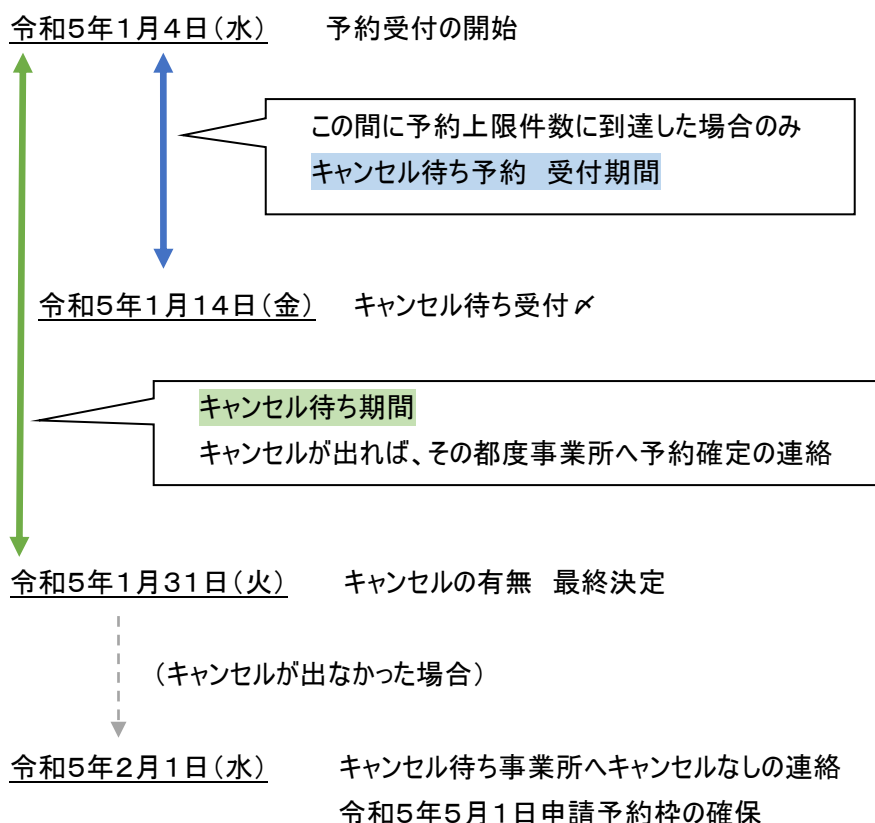 令和5年1月4日(水)　予約受付の開始
この間に予約上限件数に到達した場合のみ
キャンセル待ち予約　受付期間
令和5年1月14日(金)　キャンセル待ち受付〆
キャンセル待ち期間
キャンセルが出れば、その都度事業所へ予約確定の連絡
令和5年1月31日(火)　キャンセルの有無　最終決定
(キャンセルが出なかった場合)
令和5年2月1日(水)　キャンセル待ち事業所へキャンセルなしの連絡
令和5年5月1日申請予約枠の確保